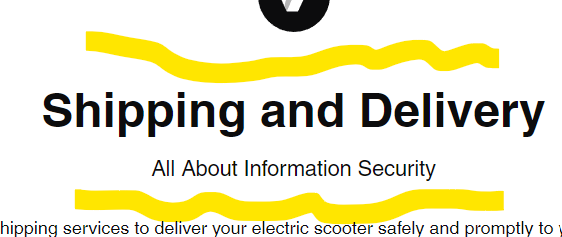 Shipping and Delivery
All About Information Security
hipping services to deliver your electric scooter safely and promptly to